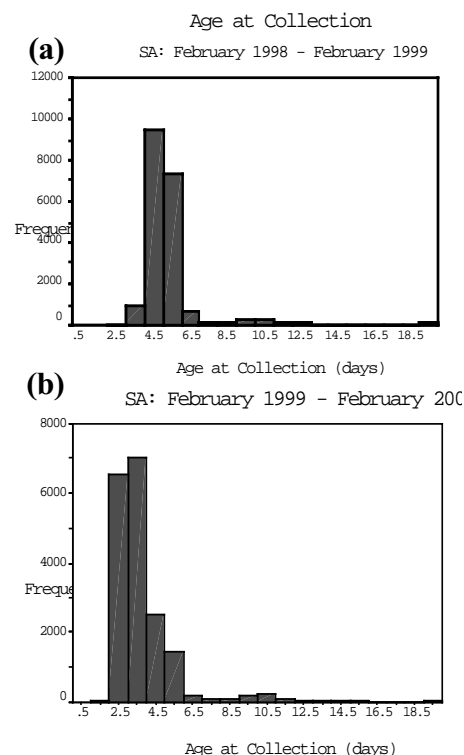 Age at Collection
(a)
SA: February 1998 - February 1999
12000
10000
8000
6000
Frequen
4000
2000
0
.5 2.5 4.5 6.5 8.5 10.5 12.5 14.5 16.5 18.5
Age at Collection (days)
(b)
SA: February 1999 - February 200
8000
6000
4000
Freque
2000
0
.5 2.5 4.5 6.5 8.5 10.5 12.5 14.5 16.5 18.5
Age at Collection (days)